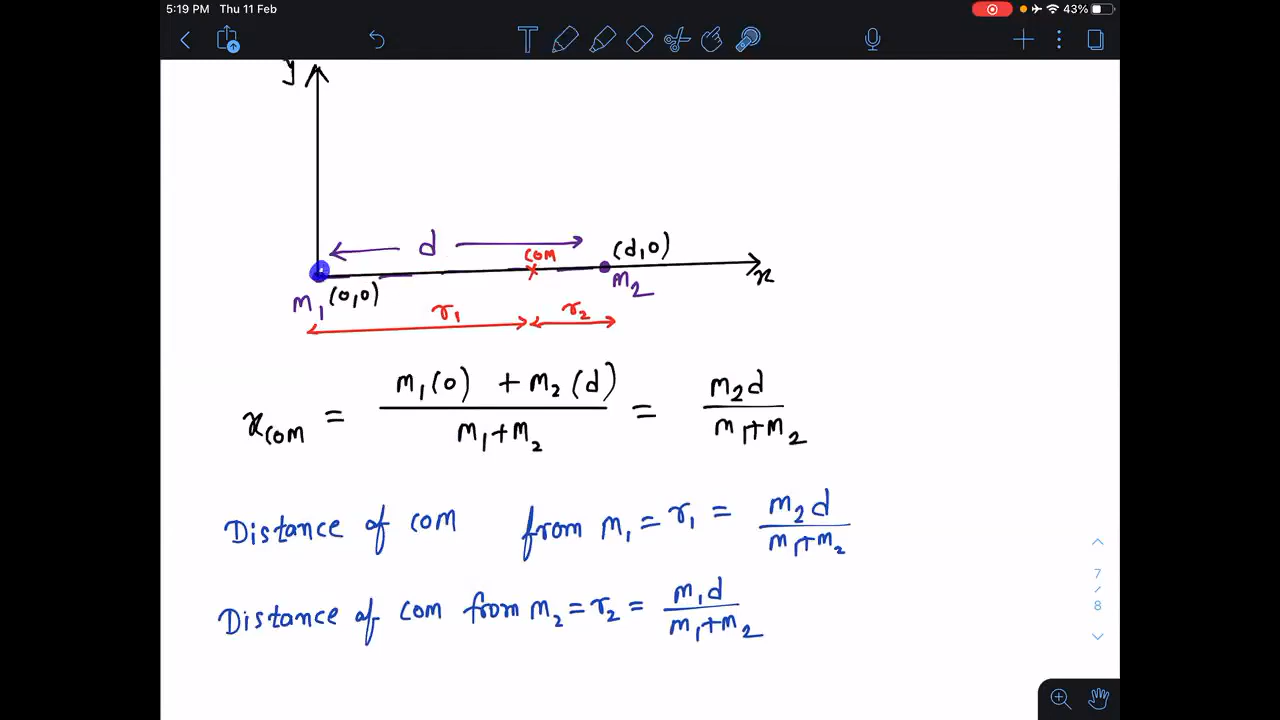 5:19 PM Thu 11 Feb 43%
y
d
com
(d,0)
m₁ (0,0) m₂ x
r₁ r₂
x_com = (m₁(0) + m₂(d))/(m₁+m₂) = m₂d/(m₁+m₂)
Distance of com from m₁ = r₁ = m₂d/(m₁+m₂)
Distance of com from m₂ = r₂ = m₁d/(m₁+m₂)
7
/
8